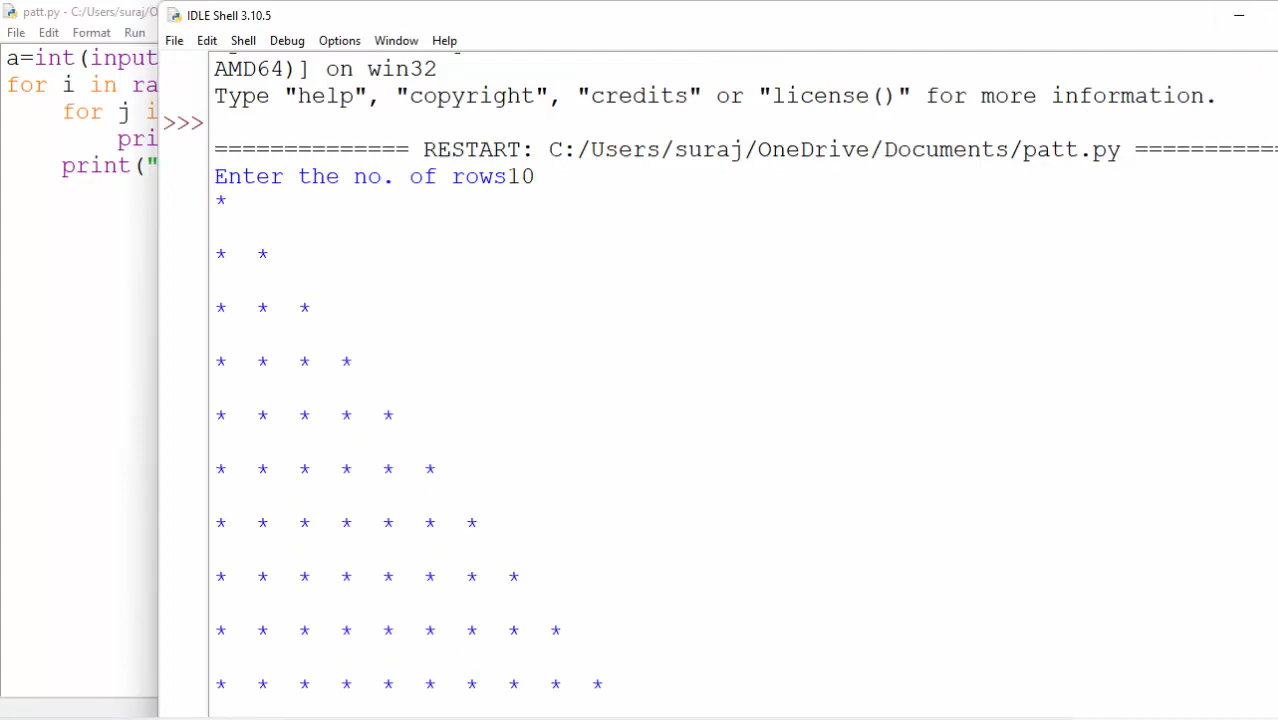 patt.py - C:/Users/suraj/O
File Edit Format Run
a=int(input
for i in ra
for j i
pri
print("
IDLE Shell 3.10.5
File Edit Shell Debug Options Window Help
AMD64)] on win32
Type "help", "copyright", "credits" or "license()" for more information.
>>>
============== RESTART: C:/Users/suraj/OneDrive/Documents/patt.py ===========
Enter the no. of rows10
*
* *
* * *
* * * *
* * * * *
* * * * * *
* * * * * * *
* * * * * * * *
* * * * * * * * *
* * * * * * * * * *